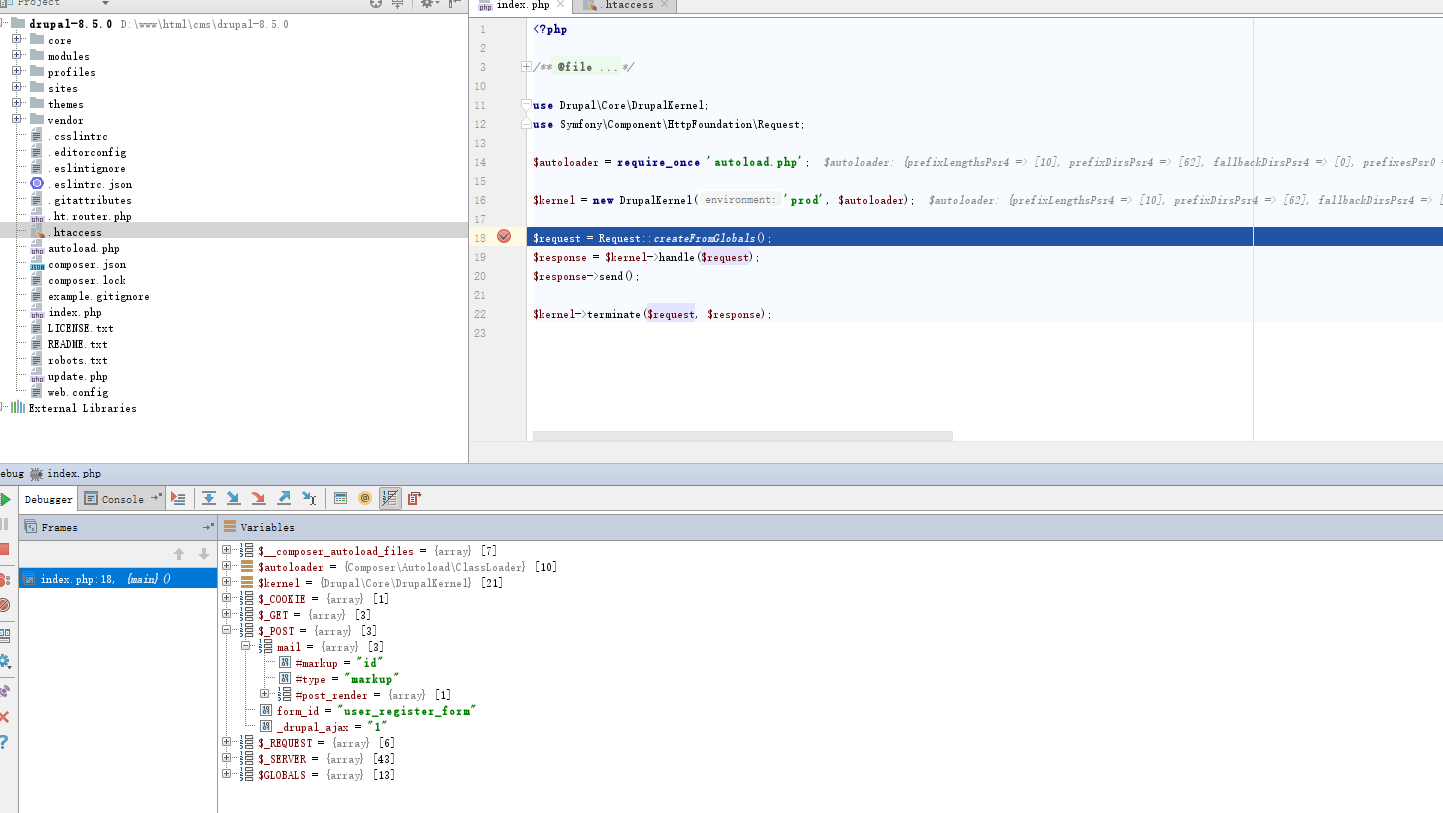 Project
drupal-8.5.0 D:\www\html\cms\drupal-8.5.0
core
modules
profiles
sites
themes
vendor
.csslintrc
.editorconfig
.eslintignore
.eslintrc.json
.gitattributes
.ht.router.php
.htaccess
autoload.php
composer.json
composer.lock
example.gitignore
index.php
LICENSE.txt
README.txt
robots.txt
update.php
web.config
External Libraries
index.php .htaccess
1 <?php
2
3 /** @file ...*/
10
11 use Drupal\Core\DrupalKernel;
12 use Symfony\Component\HttpFoundation\Request;
13
14 $autoloader = require_once 'autoload.php'; $autoloader: {prefixLengthsPsr4 => [10], prefixDirsPsr4 => [62], fallbackDirsPsr4 => [0], prefixesPsr0 =
15
16 $kernel = new DrupalKernel( environment: 'prod', $autoloader); $autoloader: {prefixLengthsPsr4 => [10], prefixDirsPsr4 => [62], fallbackDirsPsr4 => [
17
18 $request = Request::createFromGlobals();
19 $response = $kernel->handle($request);
20 $response->send();
21
22 $kernel->terminate($request, $response);
23
ebug index.php
Debugger Console
Frames
index.php:18, {main}()
Variables
$__composer_autoload_files = {array} [7]
$autoloader = {Composer\Autoload\ClassLoader} [10]
$kernel = {Drupal\Core\DrupalKernel} [21]
$_COOKIE = {array} [1]
$_GET = {array} [3]
$_POST = {array} [3]
mail = {array} [3]
#markup = "id"
#type = "markup"
#post_render = {array} [1]
form_id = "user_register_form"
_drupal_ajax = "1"
$_REQUEST = {array} [6]
$_SERVER = {array} [43]
$GLOBALS = {array} [13]